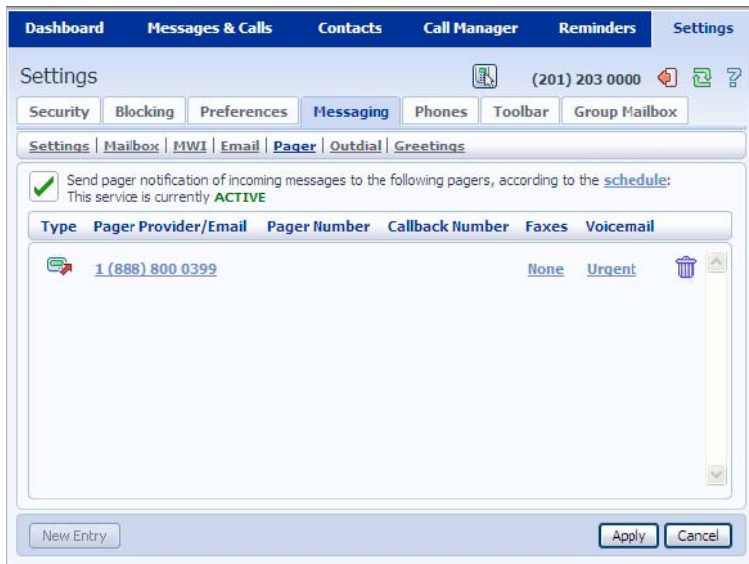 Dashboard Messages & Calls Contacts Call Manager Reminders Settings
Settings (201) 203 0000 ?
Security Blocking Preferences Messaging Phones Toolbar Group Mailbox
Settings | Mailbox | MWI | Email | Pager | Outdial | Greetings
Send pager notification of incoming messages to the following pagers, according to the schedule:
This service is currently ACTIVE
Type Pager Provider/Email Pager Number Callback Number Faxes Voicemail
1 (888) 800 0399 None Urgent
New Entry Apply Cancel